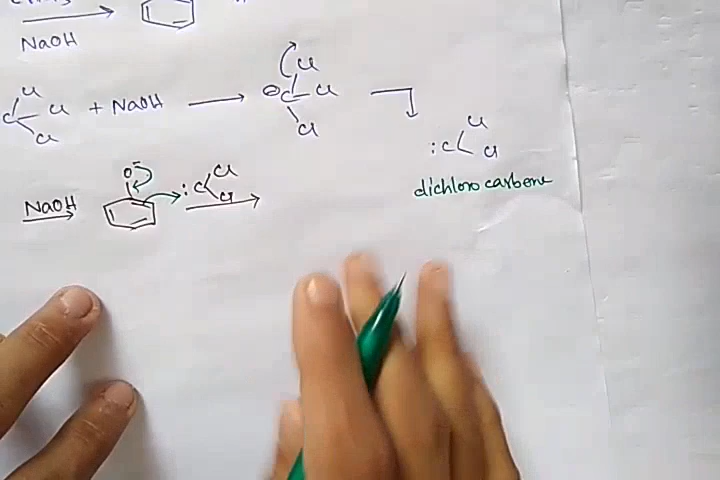 NaOH
Cl
C Cl + NaOH
Cl
Cl
⊖C Cl
Cl
Cl
:C
Cl
dichloro carbene
NaOH
O⁻
Cl
:C
Cl